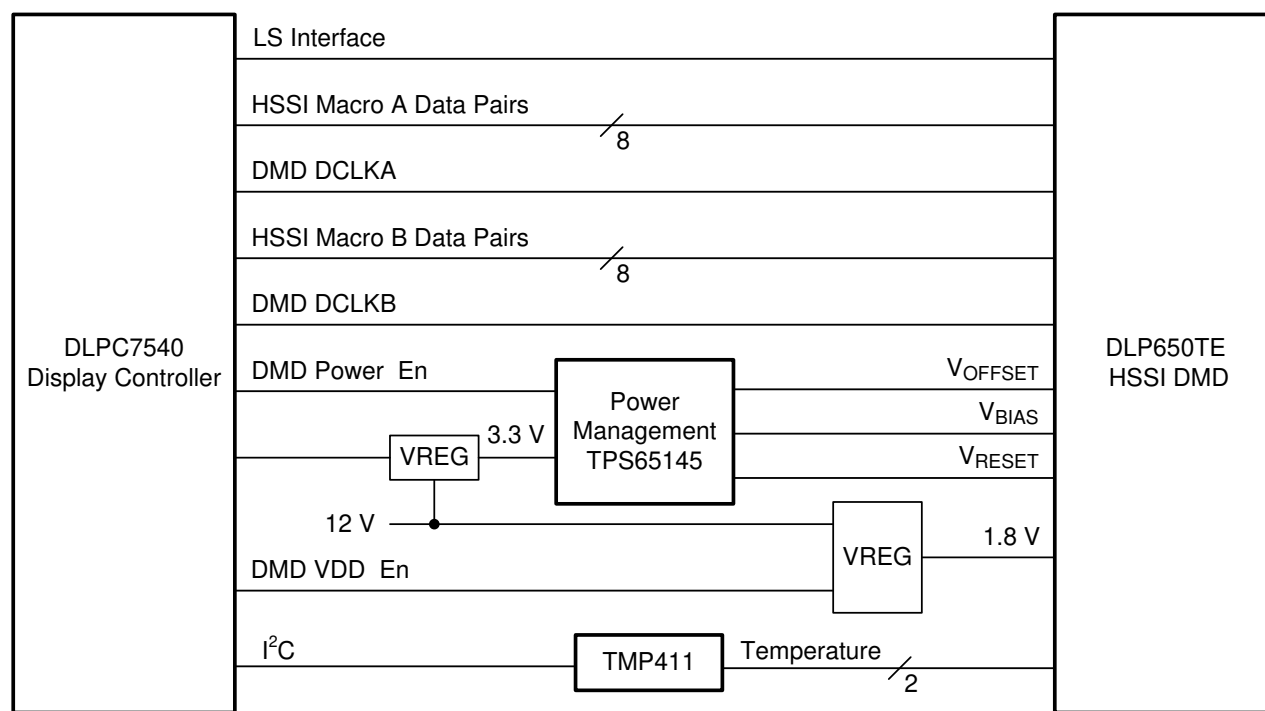 LS Interface
HSSI Macro A Data Pairs
8
DMD DCLKA
HSSI Macro B Data Pairs
8
DMD DCLKB
DLPC7540
Display Controller
DLP650TE
HSSI DMD
DMD Power En
Power
Management
TPS65145
VOFFSET
VBIAS
VRESET
VREG
3.3 V
12 V
VREG
1.8 V
DMD VDD En
I²C
TMP411
Temperature
2